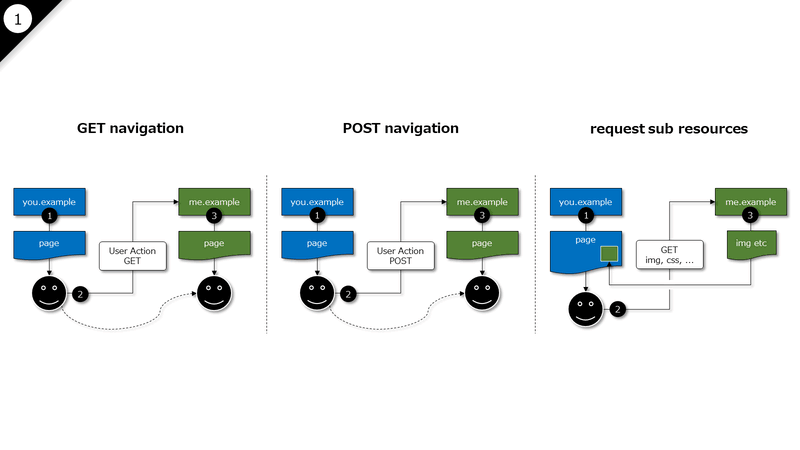 1
GET navigation
POST navigation
request sub resources
you.example
1
page
User Action
GET
2
me.example
3
page
you.example
1
page
User Action
POST
2
me.example
3
page
you.example
1
page
GET
img, css, ...
2
me.example
3
img etc